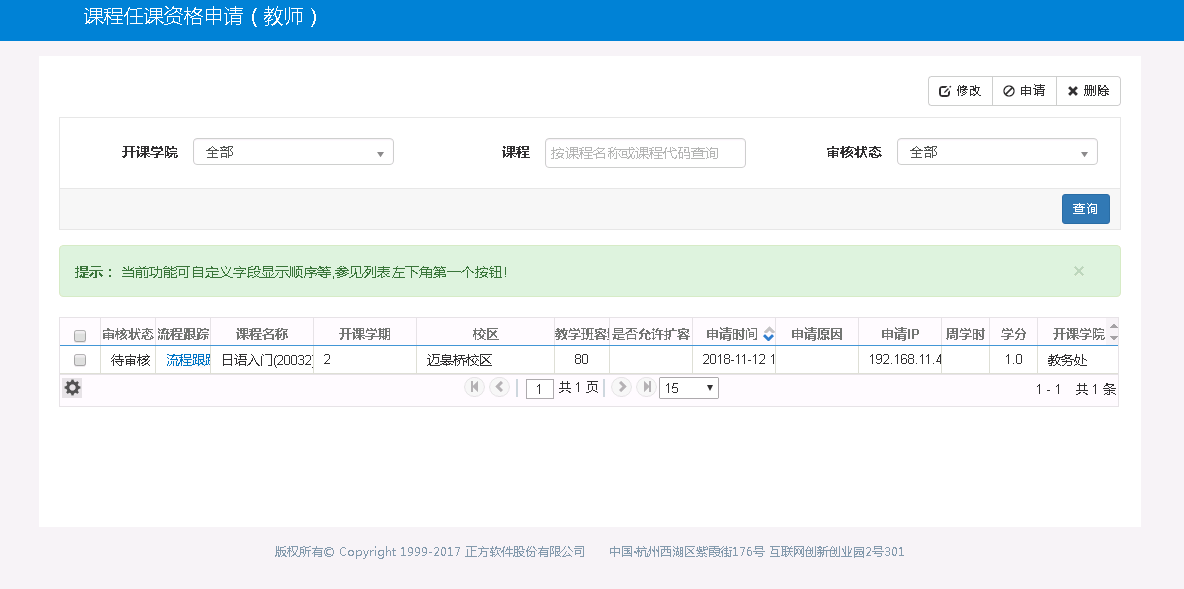 课程任课资格申请（教师）
修改 申请 删除
开课学院 全部 课程 按课程名称或课程代码查询 审核状态 全部
查询
提示： 当前功能可自定义字段显示顺序等,参见列表左下角第一个按钮! ×
审核状态 流程跟踪 课程名称 开课学期 校区 教学班容 是否允许扩容 申请时间 申请原因 申请IP 周学时 学分 开课学院
待审核 流程跟 日语入门(20032 2 迈皋桥校区 80 2018-11-12 1 192.168.11.4 1.0 教务处
1 共 1 页 15 1 - 1 共 1 条
版权所有© Copyright 1999-2017 正方软件股份有限公司 中国·杭州西湖区紫霞街176号 互联网创新创业园2号301